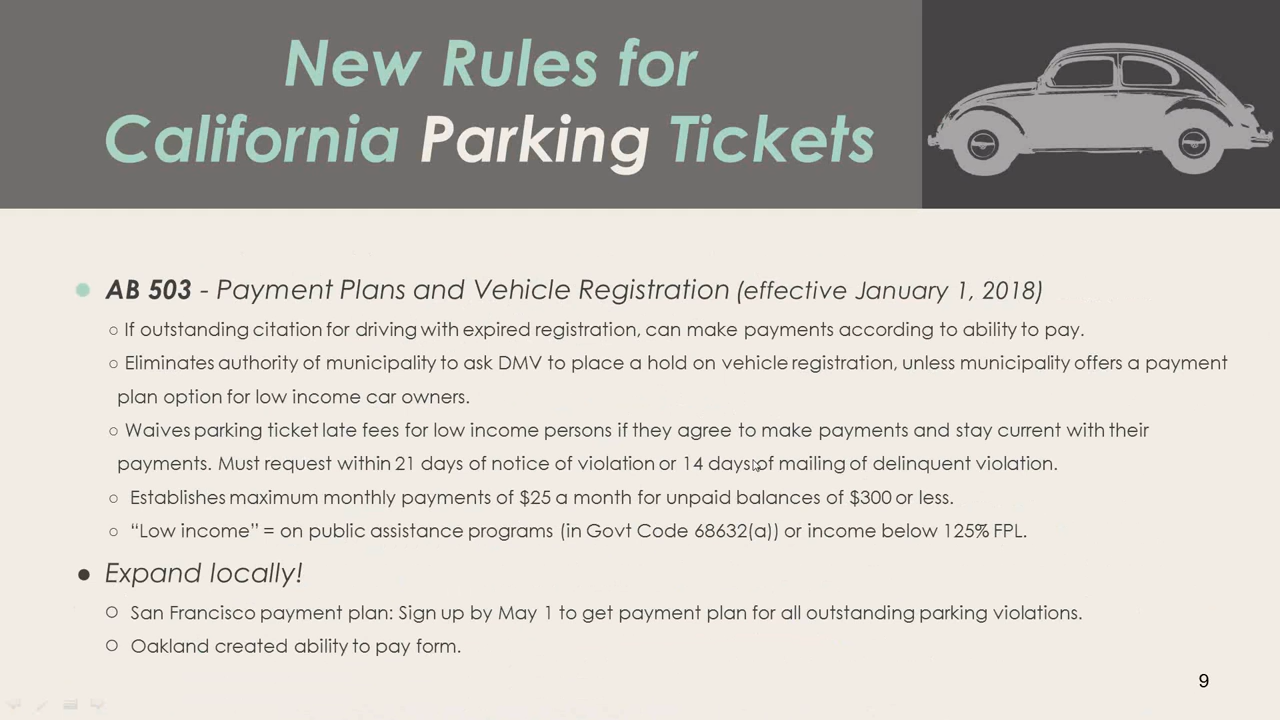 New Rules for
California Parking Tickets
● AB 503 - Payment Plans and Vehicle Registration (effective January 1, 2018)
○ If outstanding citation for driving with expired registration, can make payments according to ability to pay.
○ Eliminates authority of municipality to ask DMV to place a hold on vehicle registration, unless municipality offers a payment
plan option for low income car owners.
○ Waives parking ticket late fees for low income persons if they agree to make payments and stay current with their
payments. Must request within 21 days of notice of violation or 14 days of mailing of delinquent violation.
○ Establishes maximum monthly payments of $25 a month for unpaid balances of $300 or less.
○ “Low income” = on public assistance programs (in Govt Code 68632(a)) or income below 125% FPL.
● Expand locally!
○ San Francisco payment plan: Sign up by May 1 to get payment plan for all outstanding parking violations.
○ Oakland created ability to pay form.
9